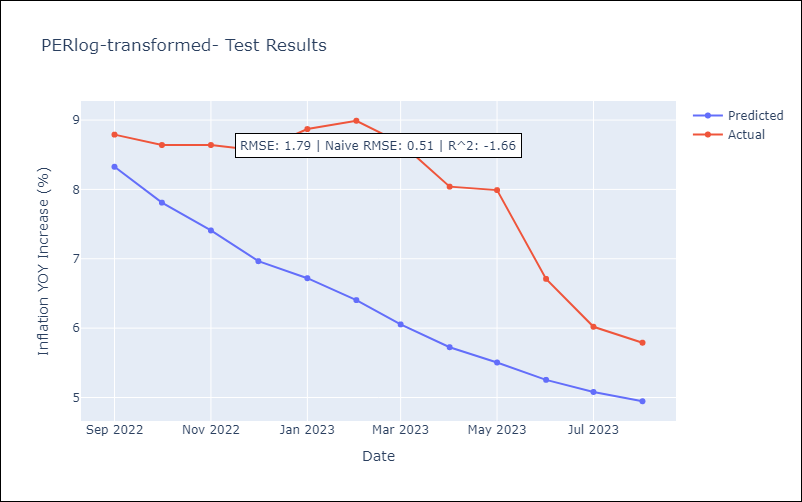 PERlog-transformed- Test Results
Predicted
Actual
RMSE: 1.79 | Naive RMSE: 0.51 | R^2: -1.66
Inflation YOY Increase (%)
9
8
7
6
5
Sep 2022 Nov 2022 Jan 2023 Mar 2023 May 2023 Jul 2023
Date